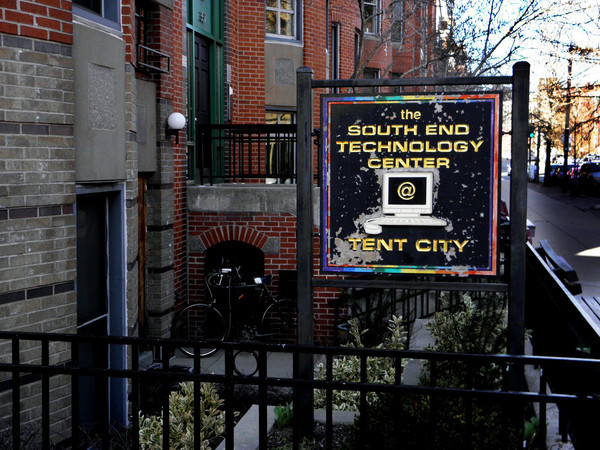 the
SOUTH END
TECHNOLOGY
CENTER
@
TENT CITY